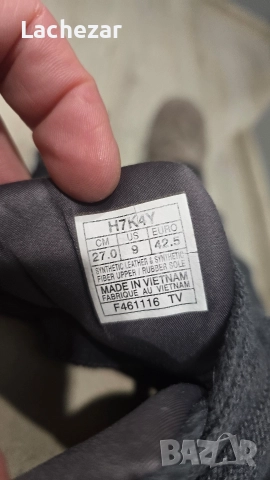 Lachezar
H7K4Y
CM US EURO
27.0 9 42.5
SYNTHETIC LEATHER & SYNTHETIC
FIBER UPPER / RUBBER SOLE
MADE IN VIETNAM
FABRIQUE AU VIETNAM
F461116 TV
BAZAR